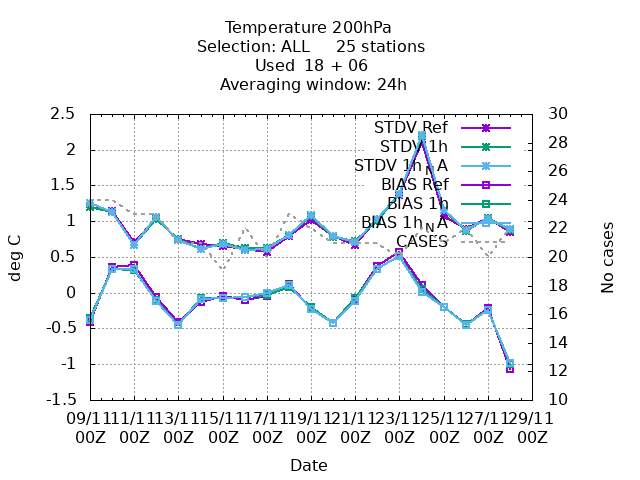 Temperature 200hPa
Selection: ALL 25 stations
Used 18 + 06
Averaging window: 24h
2.5
2
1.5
1
0.5
0
-0.5
-1
-1.5
30
28
26
24
22
20
18
16
14
12
10
STDV Ref
STDV 1h
STDV 1h_N A
BIAS Ref
BIAS 1h
BIAS 1h_N A
CASES
deg C
No cases
09/11 11/11 13/11 15/11 17/11 19/11 21/11 23/11 25/11 27/11 29/11
00Z 00Z 00Z 00Z 00Z 00Z 00Z 00Z 00Z 00Z 00Z
Date